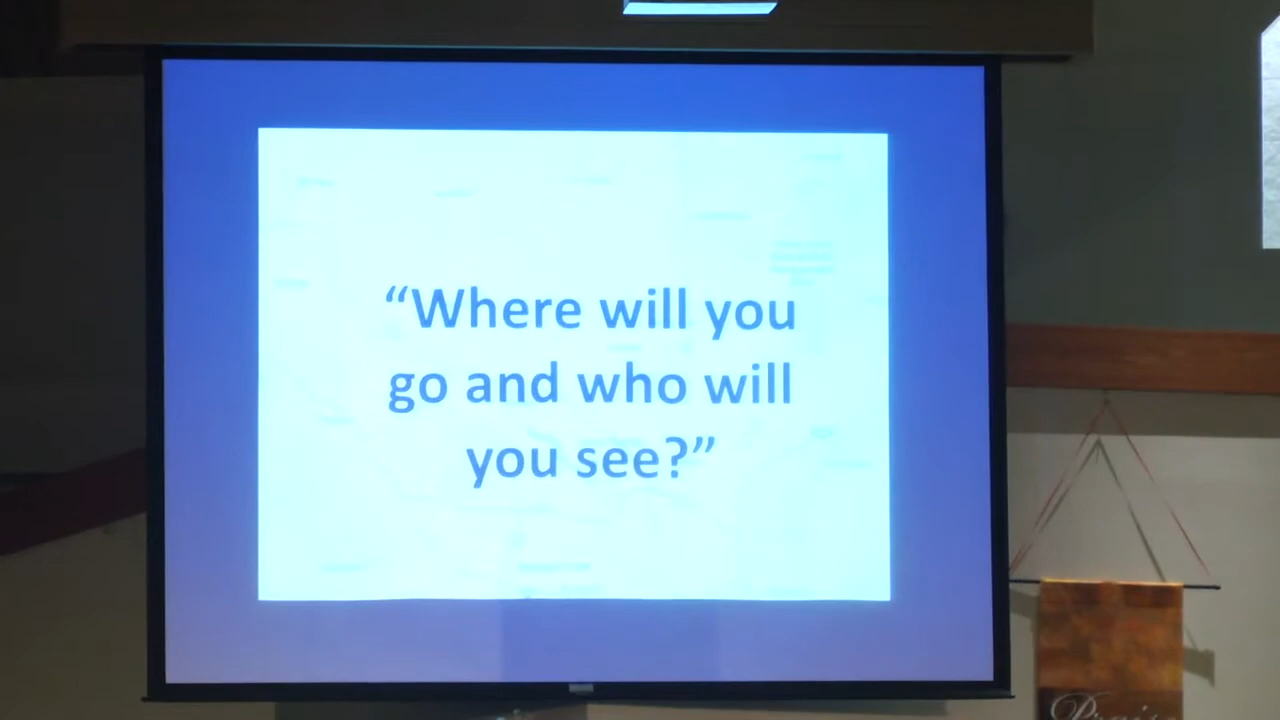 “Where will you
go and who will
you see?”